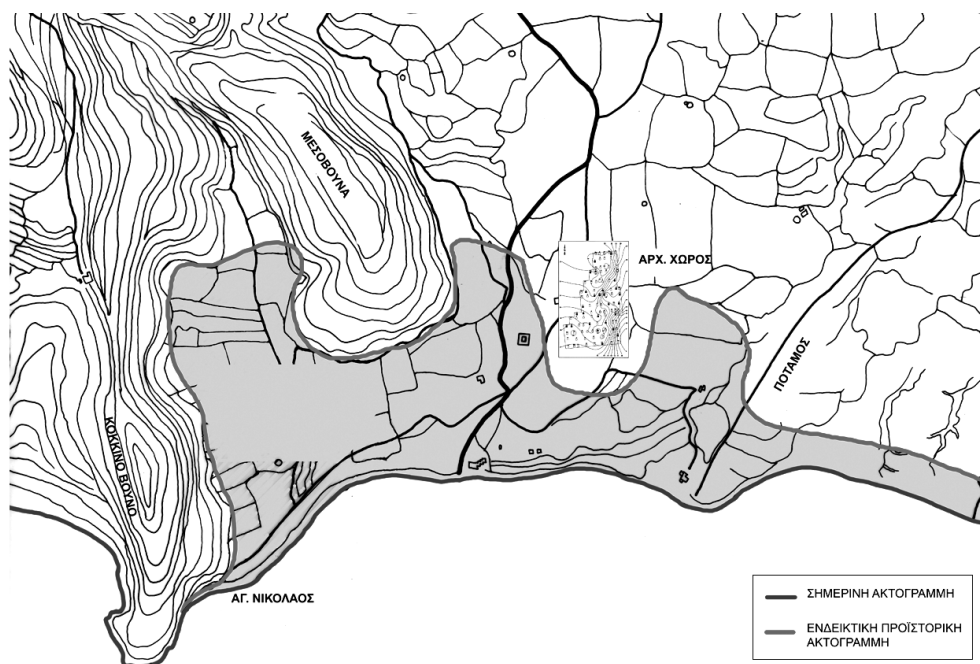 ΜΕΣΟΒΟΥΝΑ
ΑΡΧ. ΧΩΡΟΣ
ΠΟΤΑΜΟΣ
ΚΟΚΚΙΝΟ ΒΟΥΝΟ
ΑΓ. ΝΙΚΟΛΑΟΣ
ΣΗΜΕΡΙΝΗ ΑΚΤΟΓΡΑΜΜΗ
ΕΝΔΕΙΚΤΙΚΗ ΠΡΟΪΣΤΟΡΙΚΗ
ΑΚΤΟΓΡΑΜΜΗ